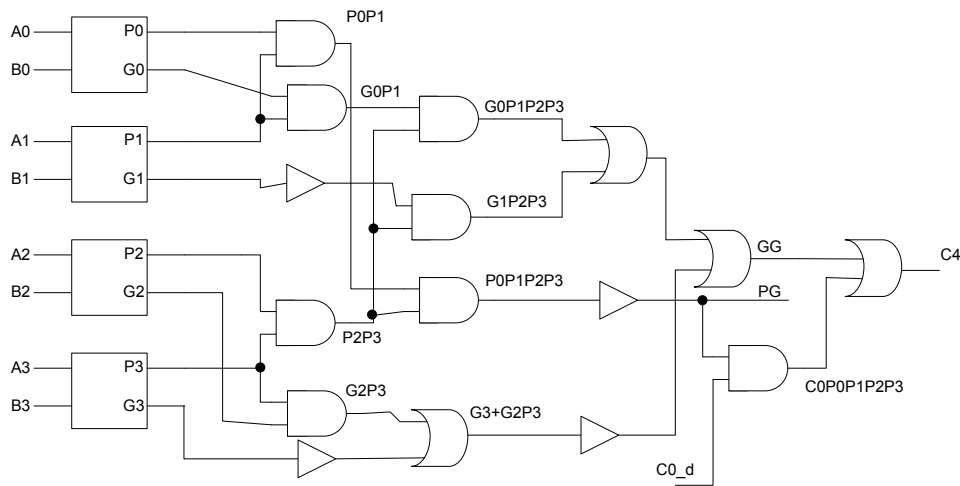 P0P1
A0
P0
B0
G0
G0P1
G0P1P2P3
A1
P1
B1
G1
G1P2P3
A2
P2
GG
C4
B2
G2
P0P1P2P3
PG
P2P3
A3
P3
G2P3
C0P0P1P2P3
B3
G3
G3+G2P3
C0_d